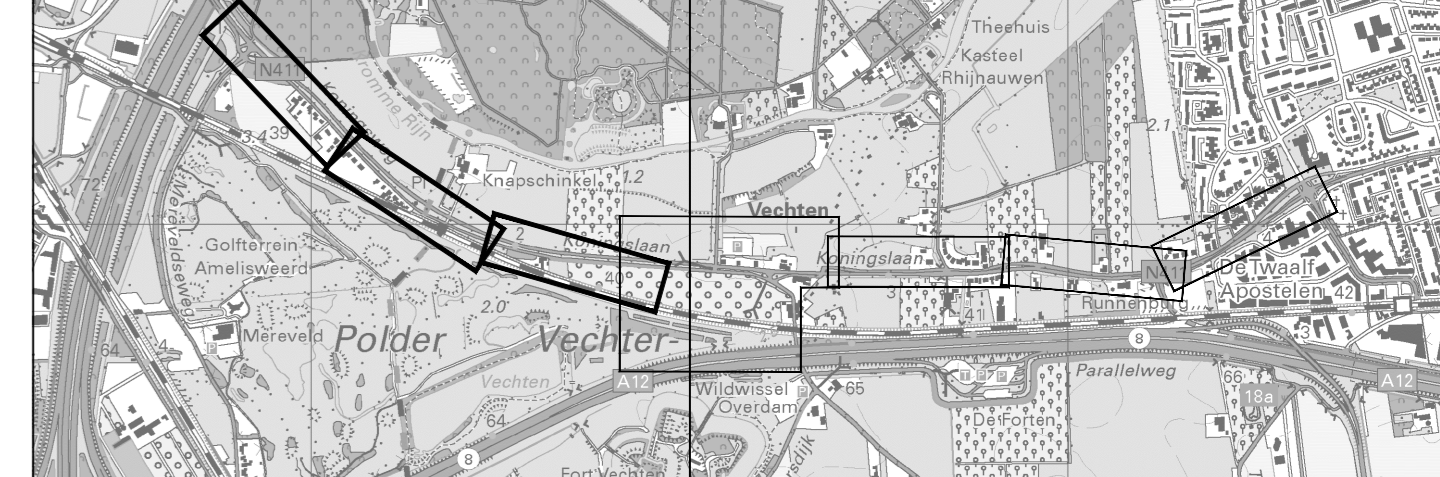 Theehuis
Kasteel
Rhijnauwen
N411
Kromme Rijn
3.4
39
2.1
72
Pl
Knapschinkel
1.2
Mereveldseweg
Vechten
2
Koningslaan
4
Golfterrein
Amelisweerd
40
Koningslaan
N411
De Twaalf
Apostelen
42
3
Runnenburg
2.0
41
Mereveld
Polder
Vechter-
8
3
64
4
P
Parallelweg
A12
Vechten
Wildwissel
Overdam
P
65
T
P
P
66
A12
18a
64
De Forten
8
Fort Vechten